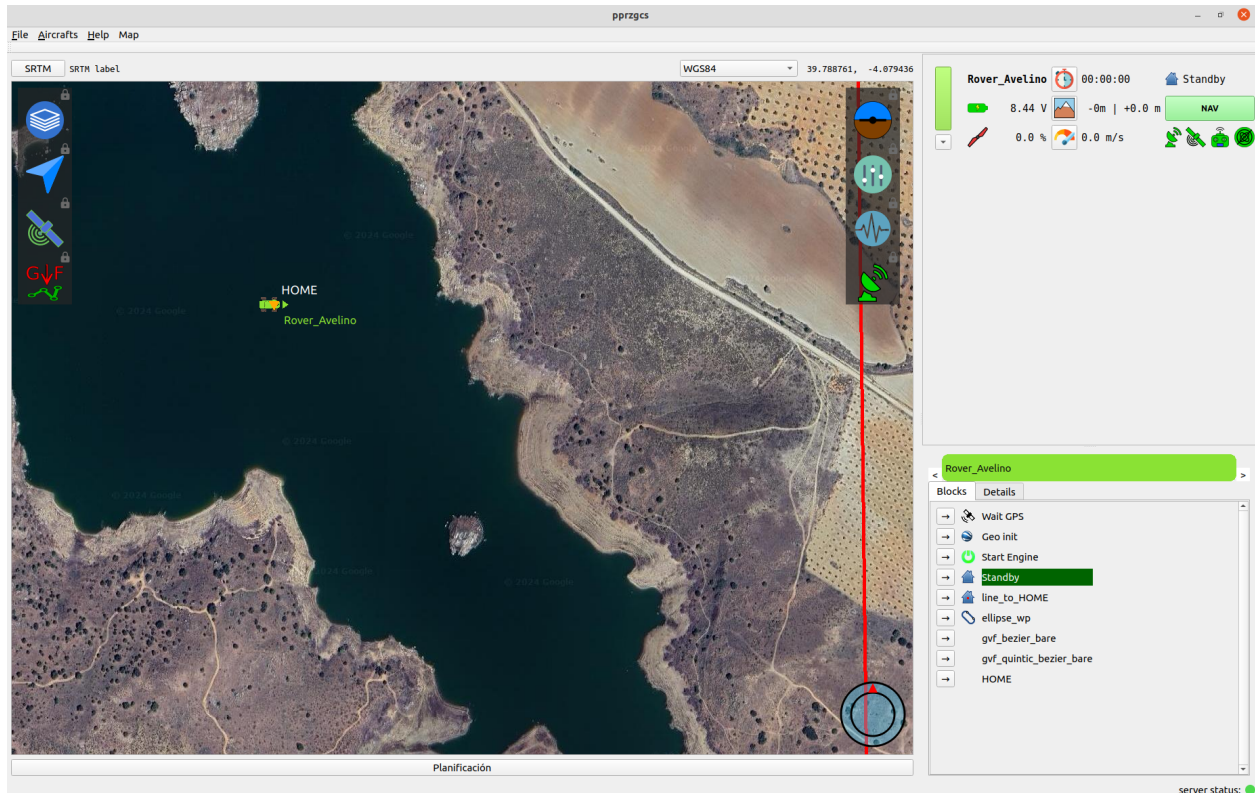 pprzgcs
File Aircrafts Help Map
SRTM SRTM label WGS84 39.788761, -4.079436
Rover_Avelino 00:00:00 Standby
8.44 V -0m | +0.0 m NAV
0.0 % 0.0 m/s
G F
© 2024 Google
HOME
© 2024 Google
Rover_Avelino
© 2024 Google
© 2024 Google
© 2024 Google
© 2024 Google
Rover_Avelino
< >
Blocks Details
→ Wait GPS
→ Geo init
→ Start Engine
→ Standby
→ line_to_HOME
→ ellipse_wp
→ gvf_bezier_bare
→ gvf_quintic_bezier_bare
→ HOME
Planificación
server status: